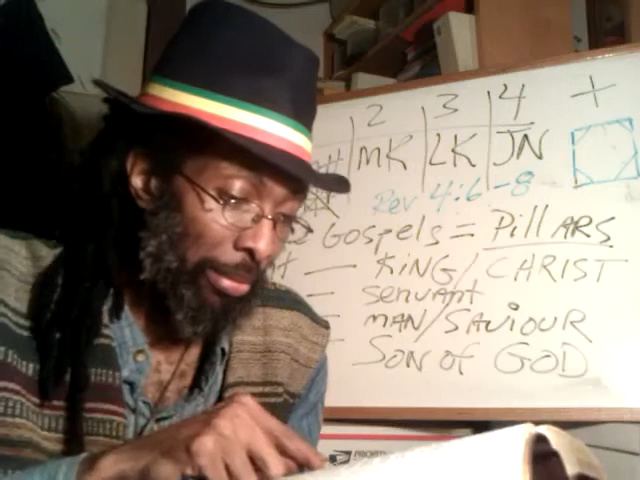 2 3 4 +
MK LK JN
Rev 4:6-8
Gospels = Pillars
KING/CHRIST
servant
MAN/SAVIOUR
SON of GOD